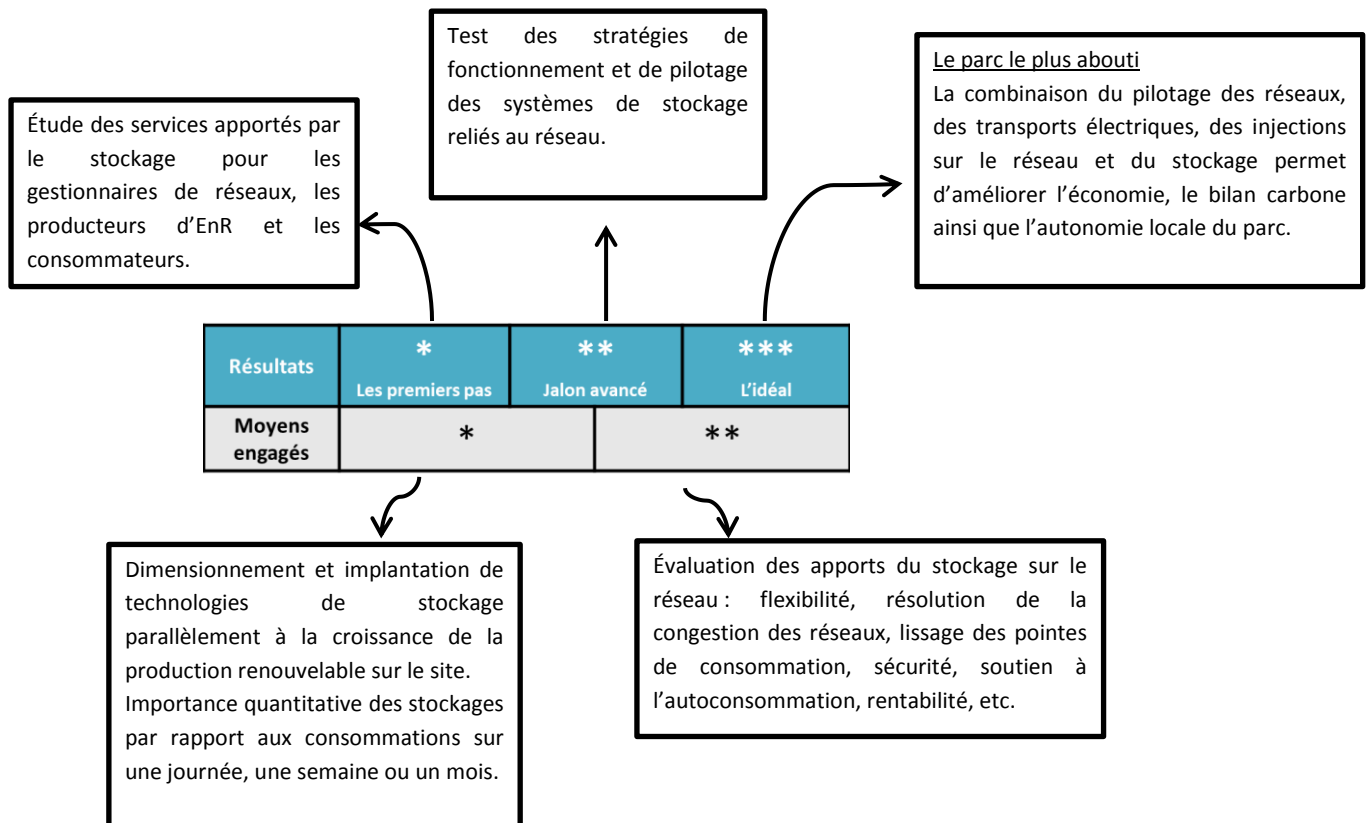 Étude des services apportés par
le stockage pour les
gestionnaires de réseaux, les
producteurs d’EnR et les
consommateurs.
Test des stratégies de
fonctionnement et de pilotage
des systèmes de stockage
reliés au réseau.
Le parc le plus abouti
La combinaison du pilotage des réseaux,
des transports électriques, des injections
sur le réseau et du stockage permet
d’améliorer l’économie, le bilan carbone
ainsi que l’autonomie locale du parc.
Résultats
*
Les premiers pas
**
Jalon avancé
***
L’idéal
Moyens
engagés
*
**
Dimensionnement et implantation de
technologies de stockage
parallèlement à la croissance de la
production renouvelable sur le site.
Importance quantitative des stockages
par rapport aux consommations sur
une journée, une semaine ou un mois.
Évaluation des apports du stockage sur le
réseau : flexibilité, résolution de la
congestion des réseaux, lissage des pointes
de consommation, sécurité, soutien à
l’autoconsommation, rentabilité, etc.